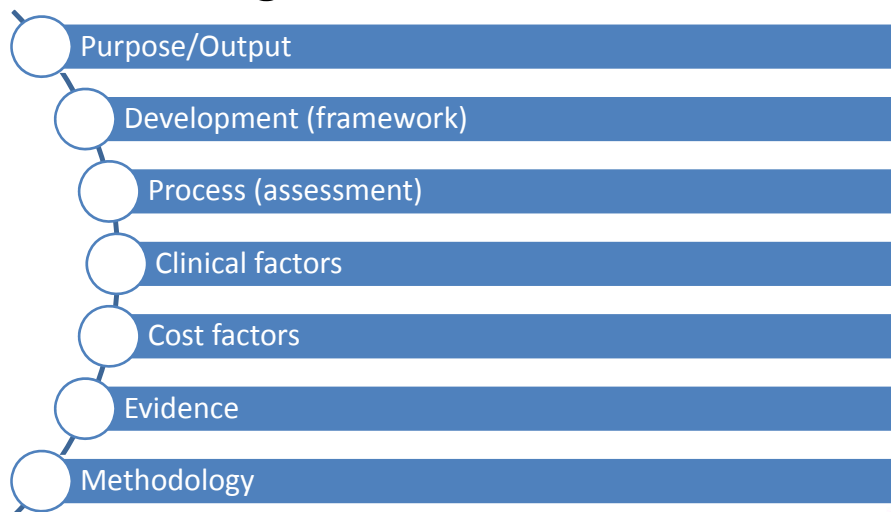 Purpose/Output
Development (framework)
Process (assessment)
Clinical factors
Cost factors
Evidence
Methodology